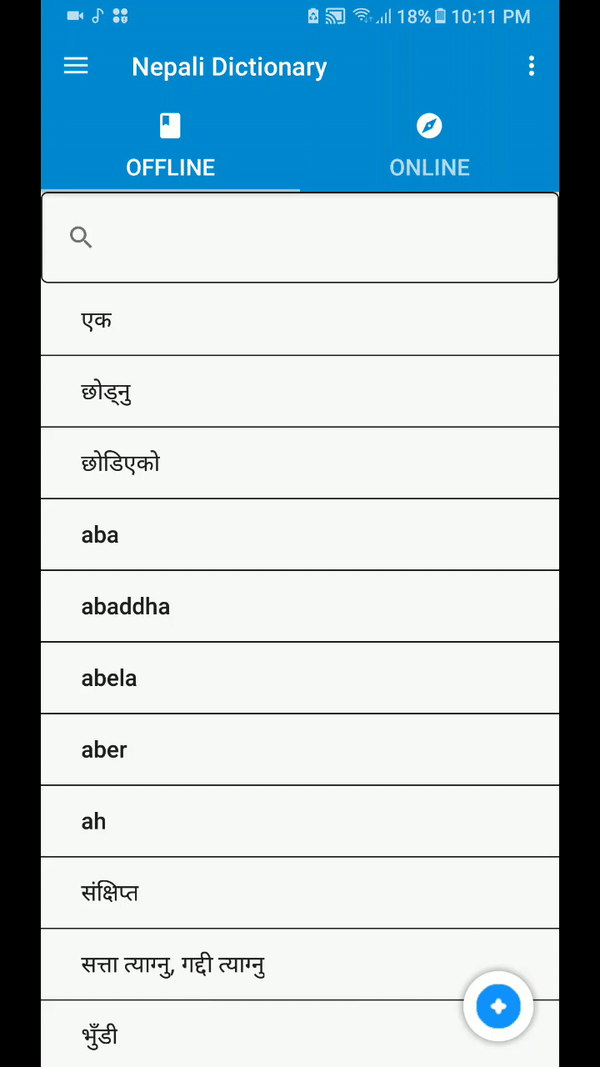 18% 10:11 PM
Nepali Dictionary
OFFLINE
ONLINE
एक
छोड्नु
छोडिएको
aba
abaddha
abela
aber
ah
संक्षिप्त
सत्ता त्याग्नु, गद्दी त्याग्नु
भुँडी